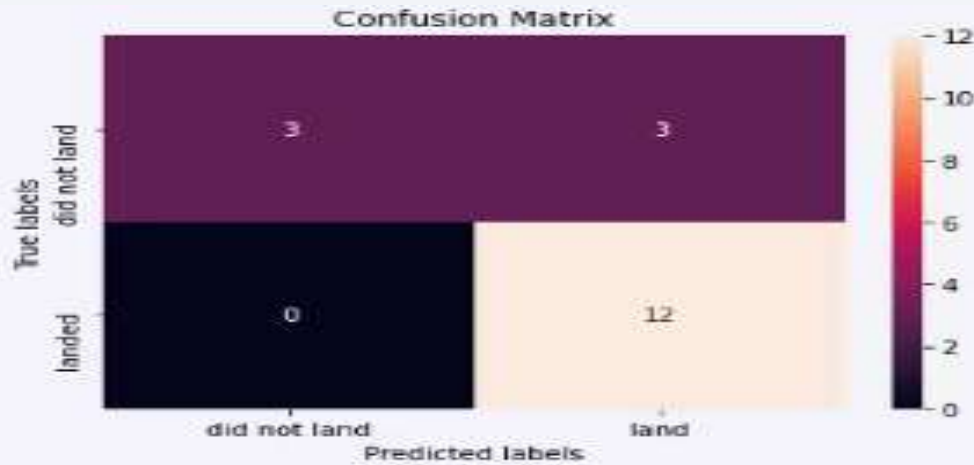 Confusion Matrix
True labels
did not land
landed
3
3
0
12
did not land
land
Predicted labels
12
10
8
6
4
2
0